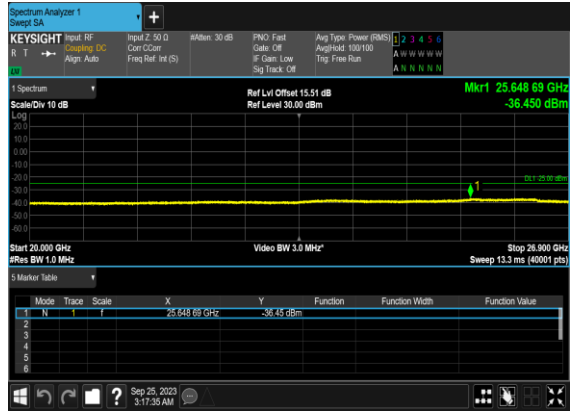 Spectrum Analyzer 1
Swept SA
+
KEYSIGHT Input: RF Input Z: 50 Ω #Atten: 30 dB PNO: Fast Avg Type: Power (RMS) 1 2 3 4 5 6
R T Coupling: DC Corr CCorr Gate: Off Avg|Hold: 100/100 A W W W W W
Align: Auto Freq Ref: Int (S) IF Gain: Low Trig: Free Run
Sig Track: Off A N N N N N
1 Spectrum Ref Lvl Offset 15.51 dB Mkr1 25.648 69 GHz
Scale/Div 10 dB Ref Level 30.00 dBm -36.450 dBm
Log
20.0
10.0
0.00
-10.0
-20.0
DL1 -25.00 dBm
-30.0
1
-40.0
-50.0
-60.0
Start 20.000 GHz Video BW 3.0 MHz* Stop 26.900 GHz
#Res BW 1.0 MHz Sweep 13.3 ms (40001 pts)
5 Marker Table
Mode Trace Scale X Y Function Function Width Function Value
1 N 1 f 25.648 69 GHz -36.45 dBm
2
3
4
5
6
? Sep 25, 2023
3:17:35 AM